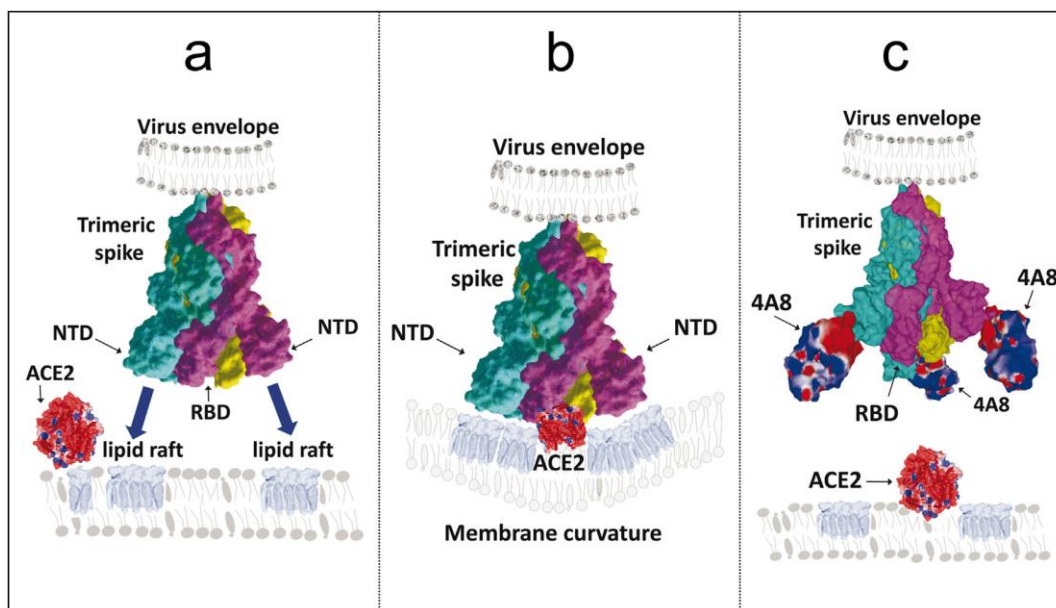 a
Virus envelope
Trimeric
spike
NTD
NTD
ACE2
RBD
lipid raft
lipid raft
b
Virus envelope
Trimeric
spike
NTD
NTD
ACE2
Membrane curvature
c
Virus envelope
Trimeric
spike
4A8
4A8
RBD
4A8
ACE2